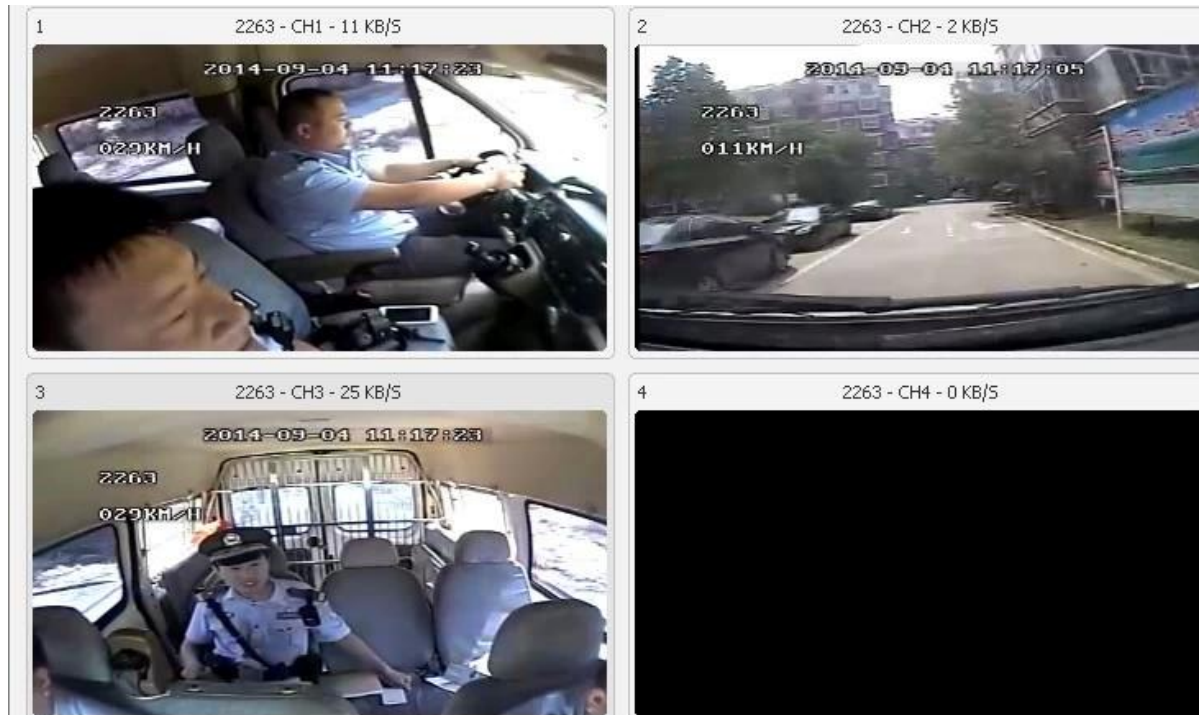 1
2263 - CH1 - 11 KB/S
2014-09-04 11:17:23
2263
029KM/H
2
2263 - CH2 - 2 KB/S
2014-09-04 11:17:05
2263
011KM/H
3
2263 - CH3 - 25 KB/S
2014-09-04 11:17:23
2263
029KM/H
4
2263 - CH4 - 0 KB/S